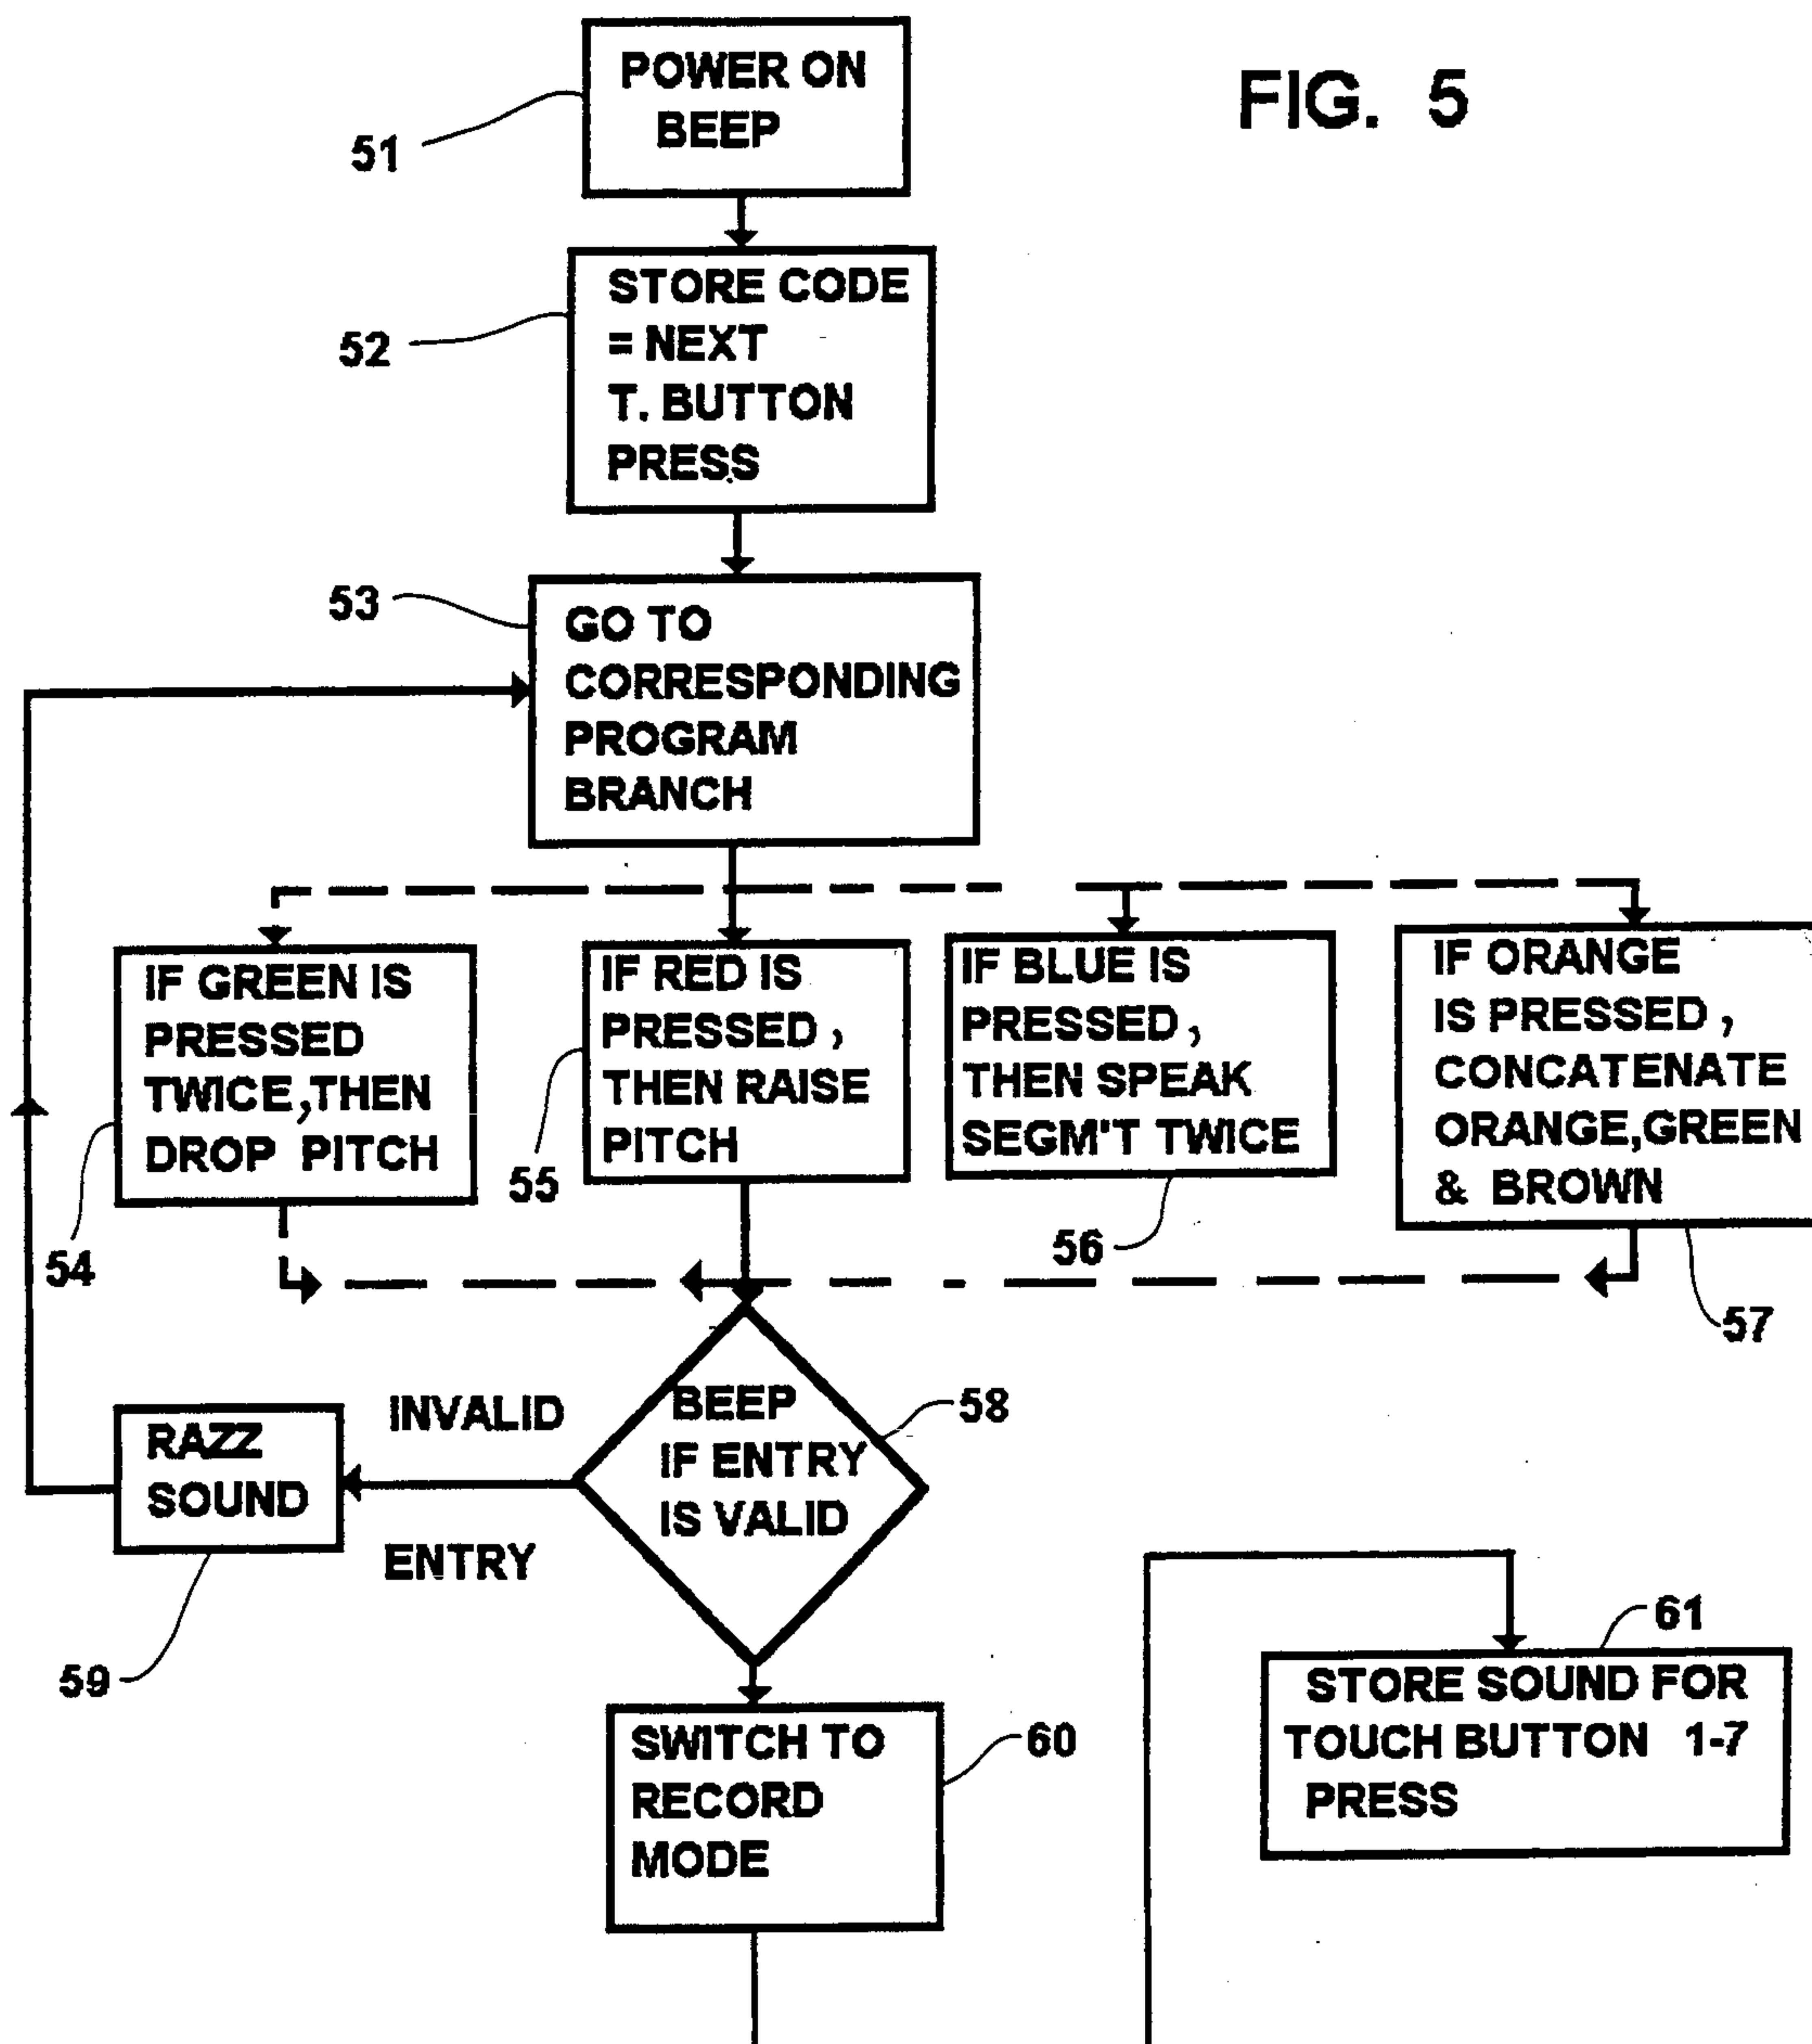 FIG. 5
POWER ON
BEEP
51
STORE CODE
= NEXT
T. BUTTON
PRESS
52
53
GO TO
CORRESPONDING
PROGRAM
BRANCH
IF GREEN IS
PRESSED
TWICE,THEN
DROP PITCH
54
IF RED IS
PRESSED,
THEN RAISE
PITCH
55
IF BLUE IS
PRESSED,
THEN SPEAK
SEGM'T TWICE
56
IF ORANGE
IS PRESSED,
CONCATENATE
ORANGE,GREEN
& BROWN
57
BEEP
IF ENTRY
IS VALID
58
INVALID
ENTRY
RAZZ
SOUND
59
SWITCH TO
RECORD
MODE
60
61
STORE SOUND FOR
TOUCH BUTTON 1-7
PRESS